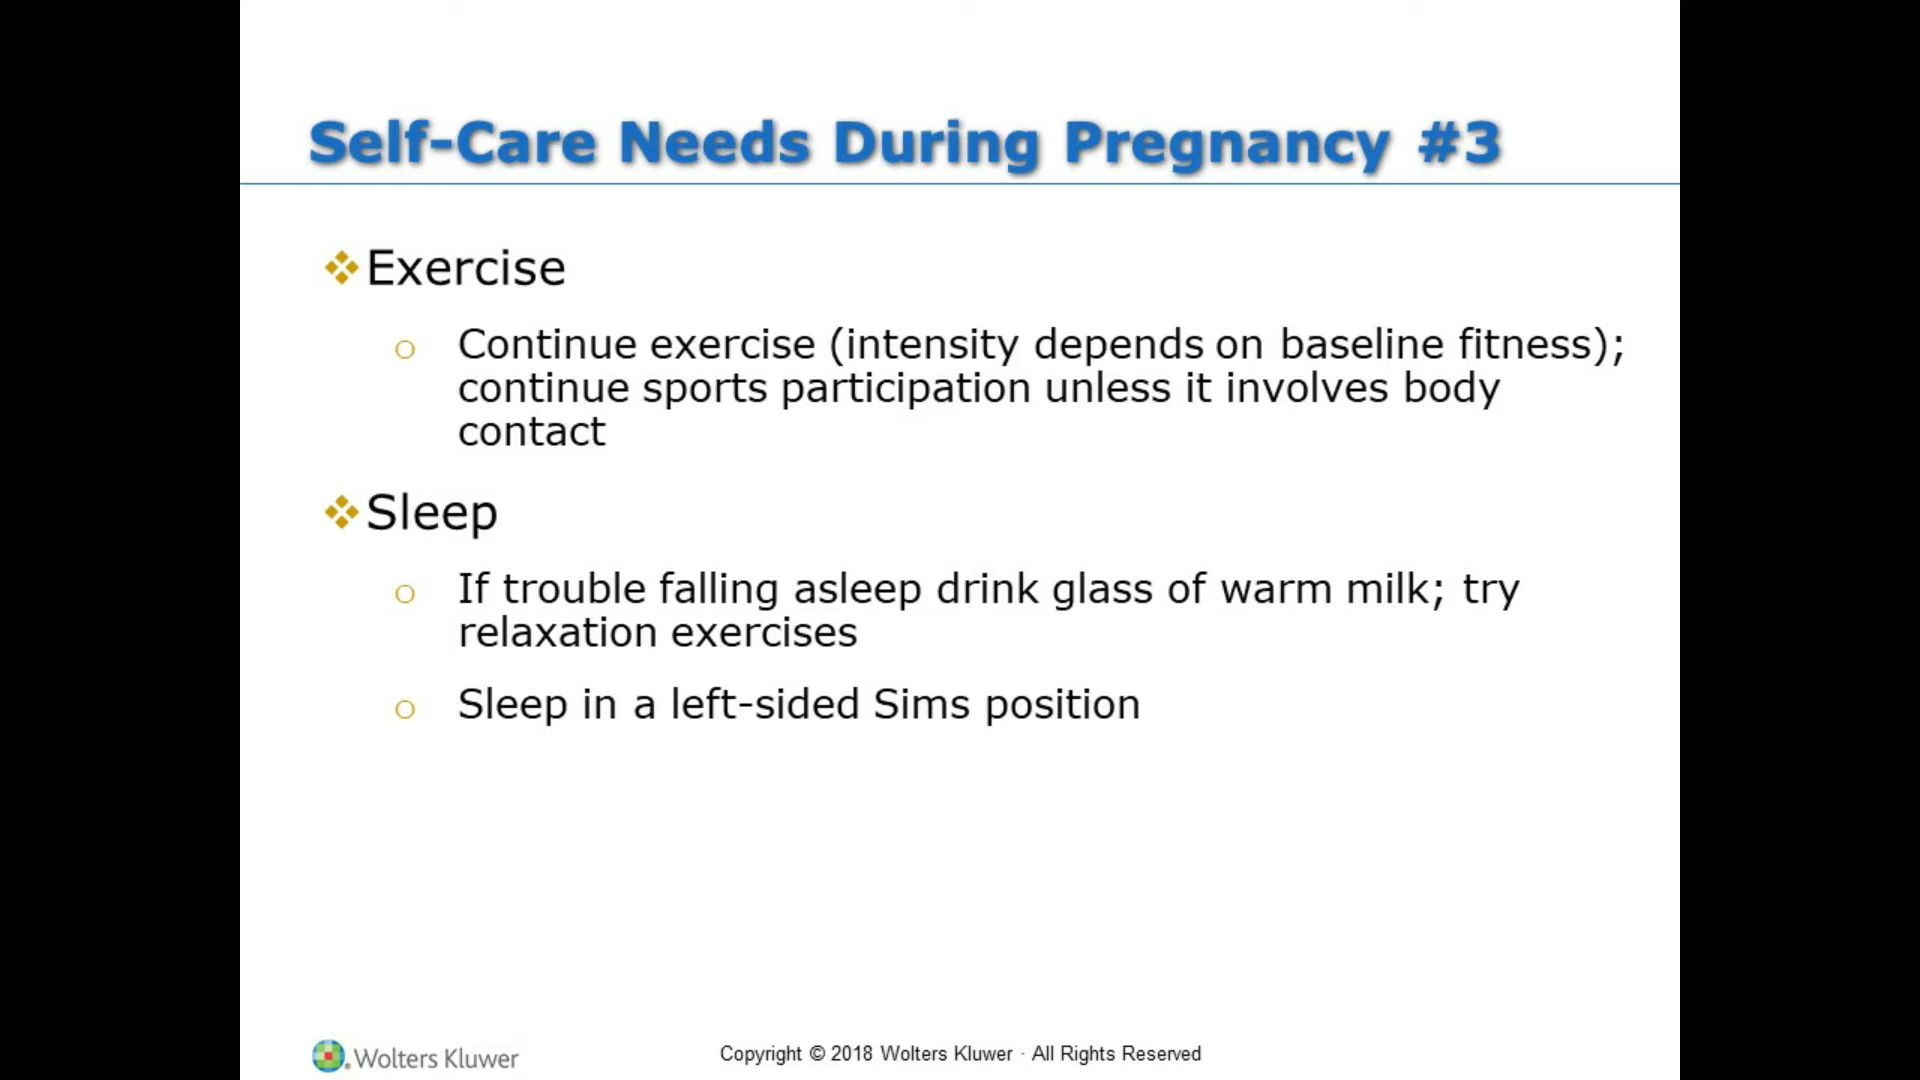 Self-Care Needs During Pregnancy #3
Exercise
Continue exercise (intensity depends on baseline fitness);
continue sports participation unless it involves body
contact
Sleep
If trouble falling asleep drink glass of warm milk; try
relaxation exercises
Sleep in a left-sided Sims position
Wolters Kluwer
Copyright © 2018 Wolters Kluwer · All Rights Reserved